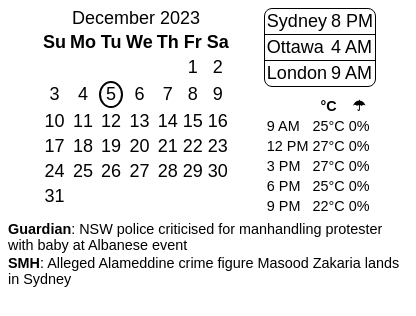 December 2023
Su Mo Tu We Th Fr Sa
1 2
3 4 5 6 7 8 9
10 11 12 13 14 15 16
17 18 19 20 21 22 23
24 25 26 27 28 29 30
31
Sydney 8 PM
Ottawa 4 AM
London 9 AM
°C ☂
9 AM 25°C 0%
12 PM 27°C 0%
3 PM 27°C 0%
6 PM 25°C 0%
9 PM 22°C 0%
Guardian: NSW police criticised for manhandling protester
with baby at Albanese event
SMH: Alleged Alameddine crime figure Masood Zakaria lands
in Sydney